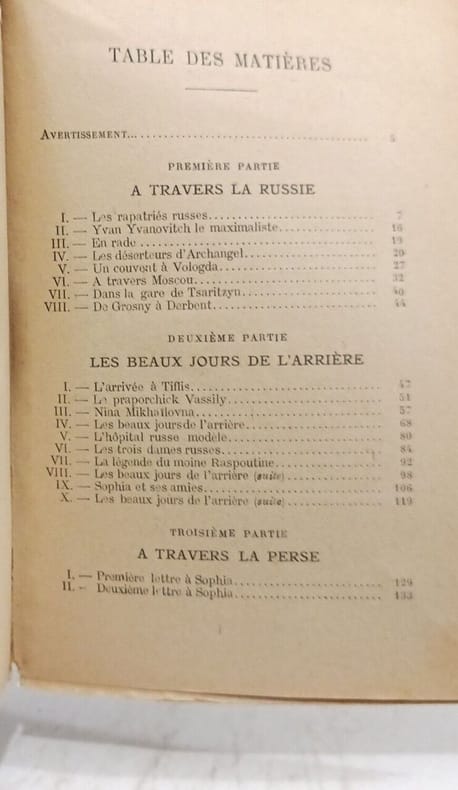 TABLE DES MATIÈRES
AVERTISSEMENT... 5
PREMIÈRE PARTIE
A TRAVERS LA RUSSIE
I. — Les rapatriés russes 7
II. — Yvan Yvanovitch le maximaliste 16
III. — En rade 19
IV. — Les déserteurs d'Archangel 20
V. — Un couvent à Vologda 27
VI. — A travers Moscou 32
VII. — Dans la gare de Tsaritzyn 40
VIII. — De Grosny à Derbent 44
DEUXIÈME PARTIE
LES BEAUX JOURS DE L'ARRIÈRE
I. — L'arrivée à Tiflis 47
II. — Le praporchick Vassily 51
III. — Nina Mikhaïlovna 57
IV. — Les beaux jours de l'arrière 68
V. — L'hôpital russe modèle 80
VI. — Les trois dames russes 84
VII. — La légende du moine Raspoutine 92
VIII. — Les beaux jours de l'arrière (suite) 98
IX. — Sophia et ses amies 106
X. — Les beaux jours de l'arrière (suite) 119
TROISIÈME PARTIE
A TRAVERS LA PERSE
I. — Première lettre à Sophia 129
II. — Deuxième lettre à Sophia 133